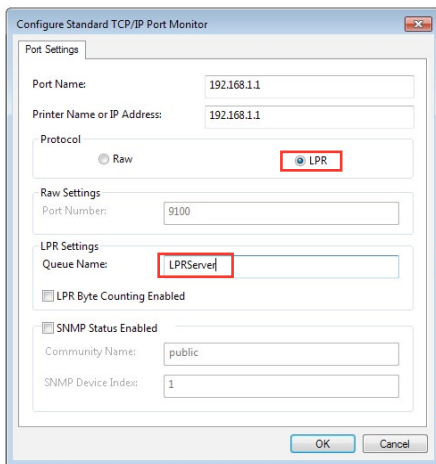 Configure Standard TCP/IP Port Monitor
Port Settings
Port Name: 192.168.1.1
Printer Name or IP Address: 192.168.1.1
Protocol
Raw LPR
Raw Settings
Port Number: 9100
LPR Settings
Queue Name: LPRServer
LPR Byte Counting Enabled
SNMP Status Enabled
Community Name: public
SNMP Device Index: 1
OK Cancel